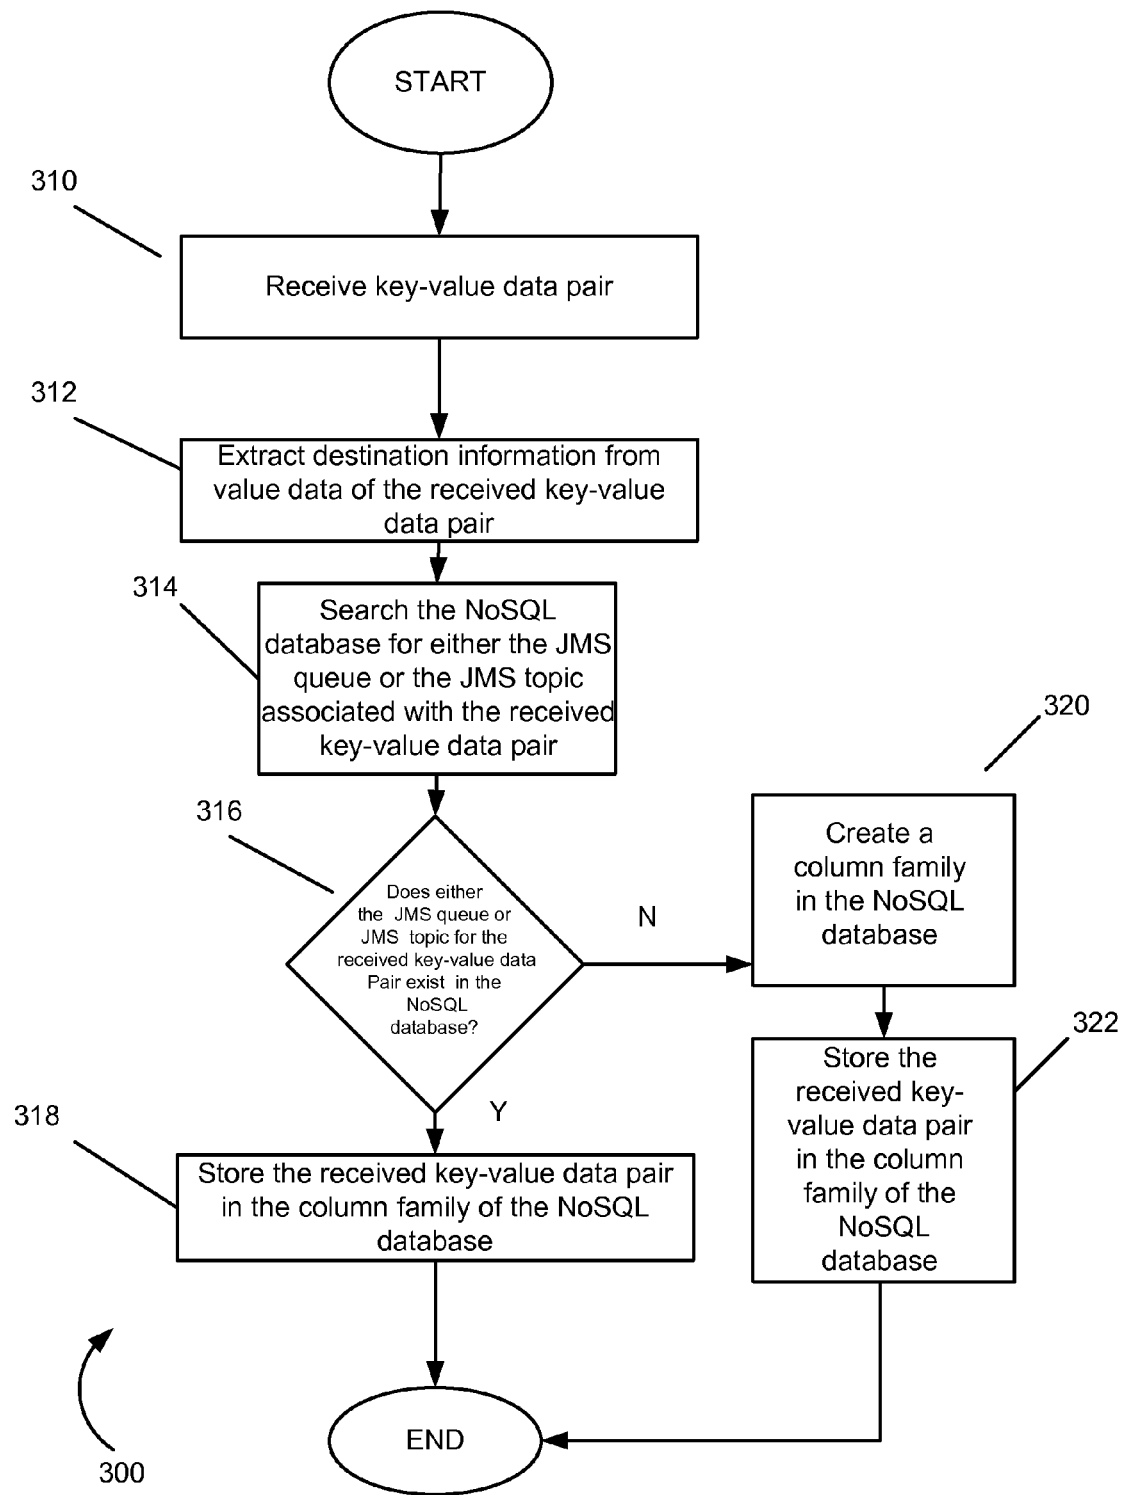 START
310
Receive key-value data pair
312
Extract destination information from
value data of the received key-value
data pair
314
Search the NoSQL
database for either the JMS
queue or the JMS topic
associated with the received
key-value data pair
316
Does either
the JMS queue or
JMS topic for the
received key-value data
Pair exist in the
NoSQL
database?
N
320
Create a
column family
in the NoSQL
database
322
Store the
received key-
value data pair
in the column
family of the
NoSQL
database
Y
318
Store the received key-value data pair
in the column family of the NoSQL
database
END
300